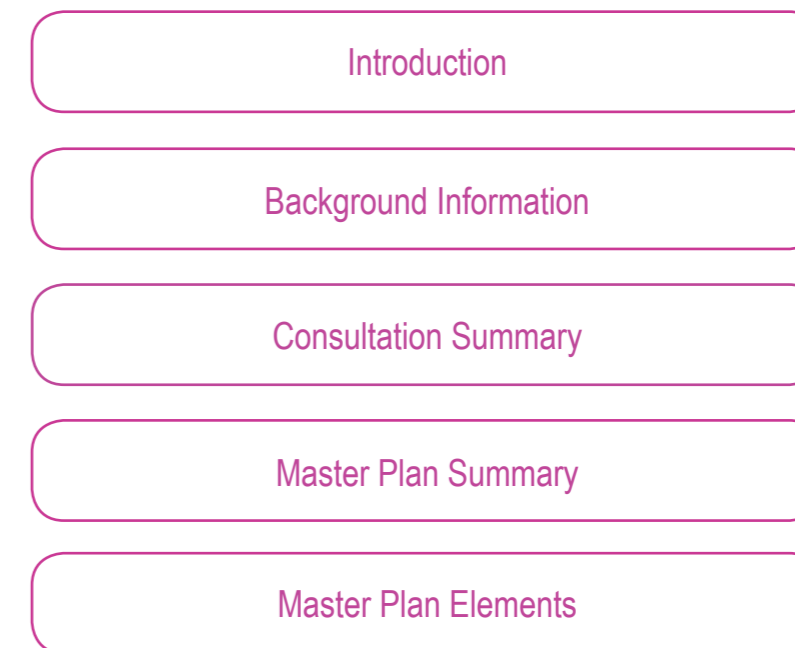 Introduction
Background Information
Consultation Summary
Master Plan Summary
Master Plan Elements